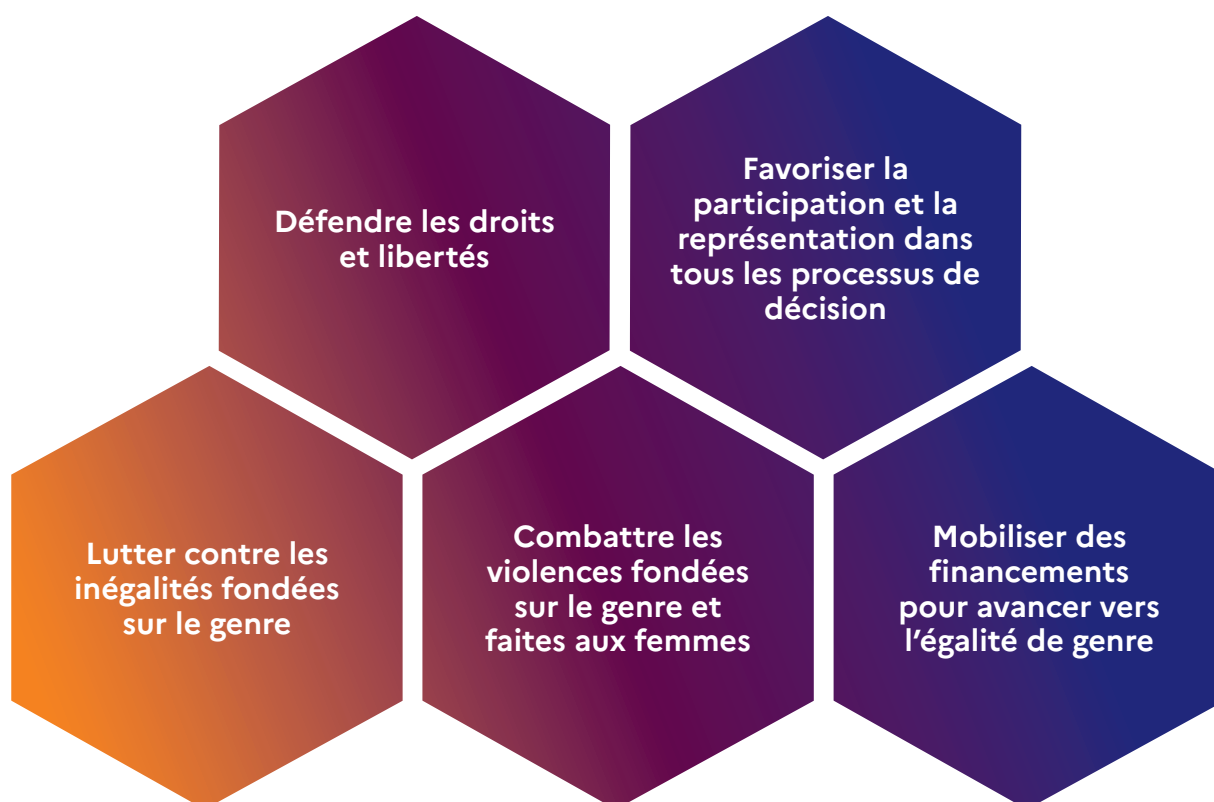 Défendre les droits
et libertés
Favoriser la
participation et la
représentation dans
tous les processus de
décision
Lutter contre les
inégalités fondées
sur le genre
Combattre les
violences fondées
sur le genre et
faites aux femmes
Mobiliser des
financements
pour avancer vers
l’égalité de genre